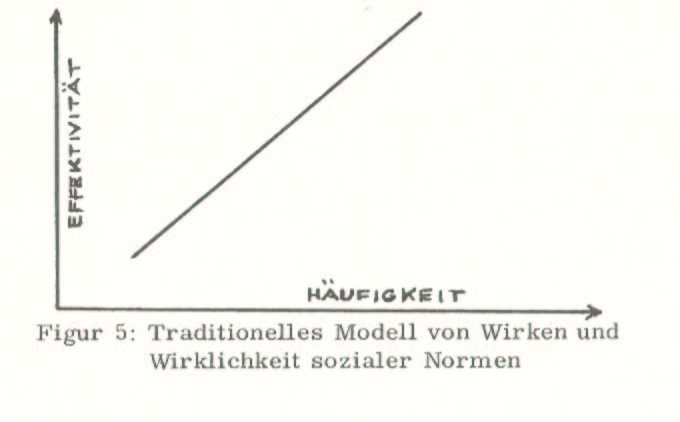 EFFEKTIVITÄT
HÄUFIGKEIT
Figur 5: Traditionelles Modell von Wirken und
Wirklichkeit sozialer Normen